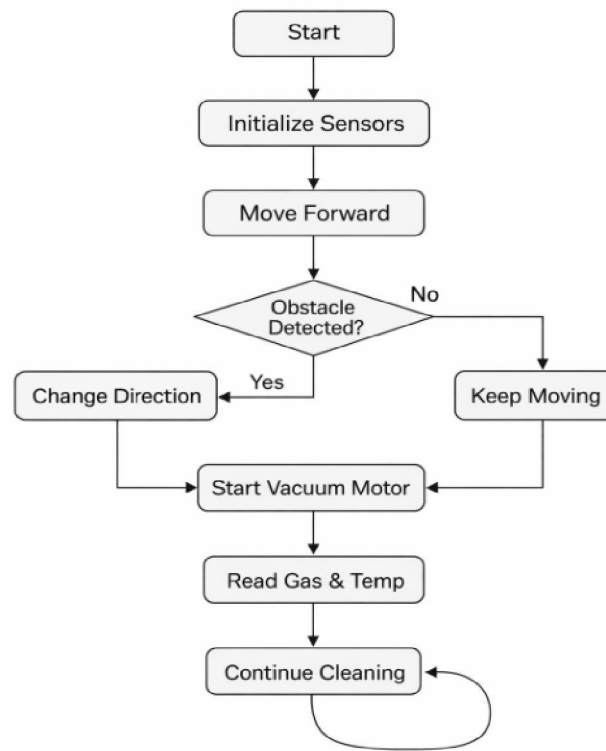 Start
Initialize Sensors
Move Forward
Obstacle
Detected?
No
Yes
Change Direction
Keep Moving
Start Vacuum Motor
Read Gas & Temp
Continue Cleaning